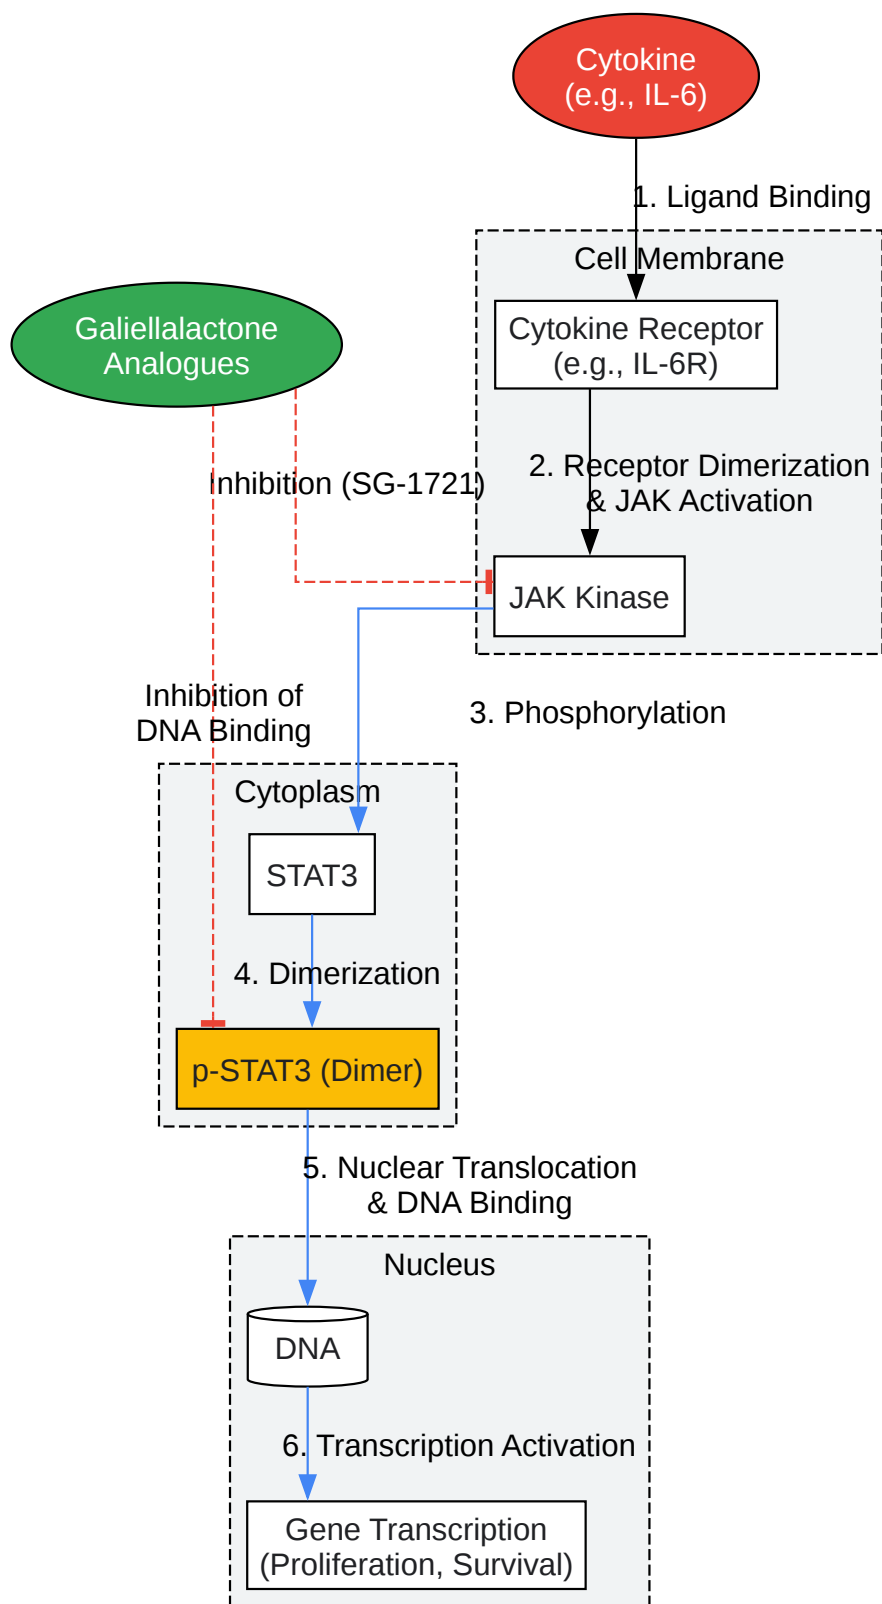 Cytokine
(e.g., IL-6)
1. Ligand Binding
Cell Membrane
Galiellalactone
Analogues
Cytokine Receptor
(e.g., IL-6R)
Inhibition (SG-1721)
2. Receptor Dimerization
& JAK Activation
JAK Kinase
Inhibition of
DNA Binding
3. Phosphorylation
Cytoplasm
STAT3
4. Dimerization
p-STAT3 (Dimer)
5. Nuclear Translocation
& DNA Binding
Nucleus
DNA
6. Transcription Activation
Gene Transcription
(Proliferation, Survival)